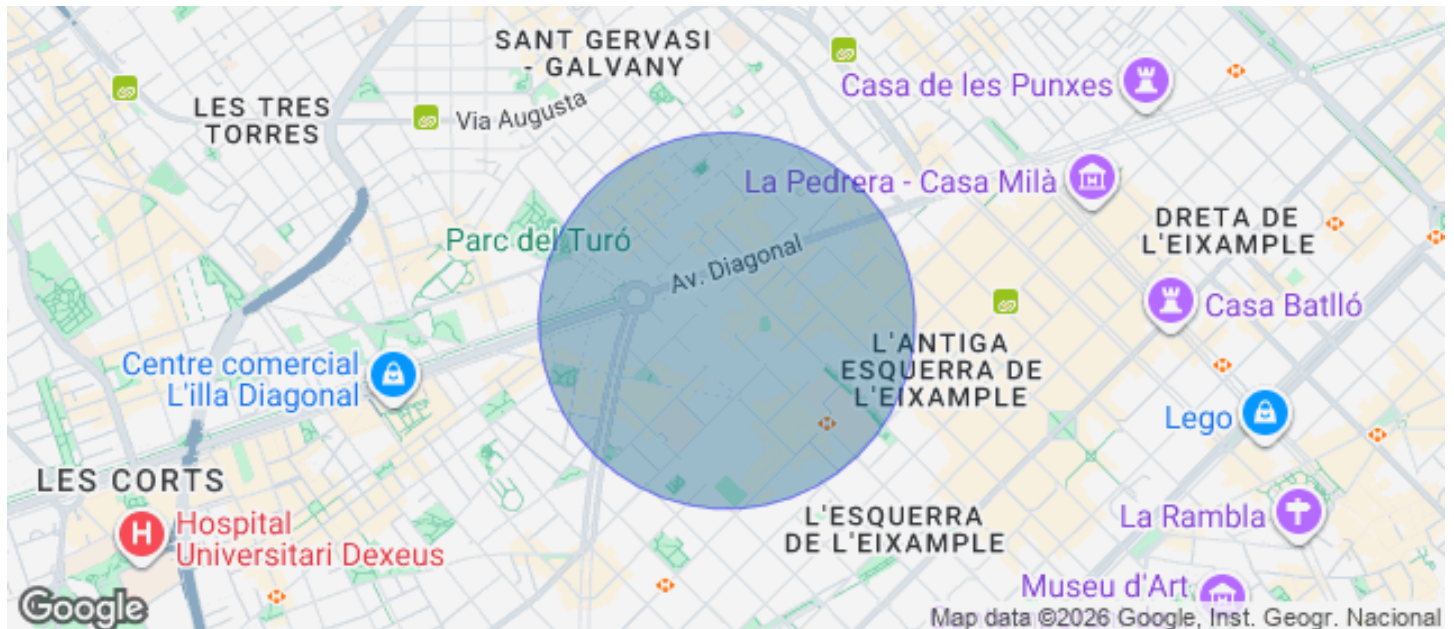 SANT GERVASI
- GALVANY
Casa de les Punxes
LES TRES
TORRES
Via Augusta
La Pedrera - Casa Milà
DRETA DE
L'EIXAMPLE
Parc del Turó
Av. Diagonal
Casa Batlló
L'ANTIGA
ESQUERRA DE
L'EIXAMPLE
Centre comercial
L'illa Diagonal
Lego
LES CORTS
H
Hospital
Universitari Dexeus
L'ESQUERRA
DE L'EIXAMPLE
La Rambla
Museu d'Art
Google
Map data ©2026 Google, Inst. Geogr. Nacional